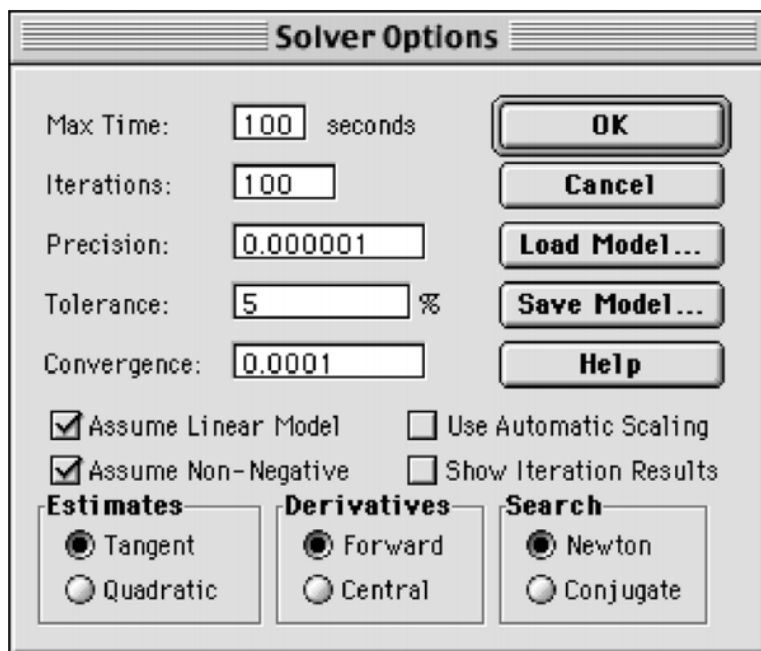 Solver Options
Max Time: 100 seconds OK
Iterations: 100 Cancel
Precision: 0.000001 Load Model...
Tolerance: 5 % Save Model...
Convergence: 0.0001 Help
Assume Linear Model Use Automatic Scaling
Assume Non-Negative Show Iteration Results
Estimates Derivatives Search
Tangent Forward Newton
Quadratic Central Conjugate